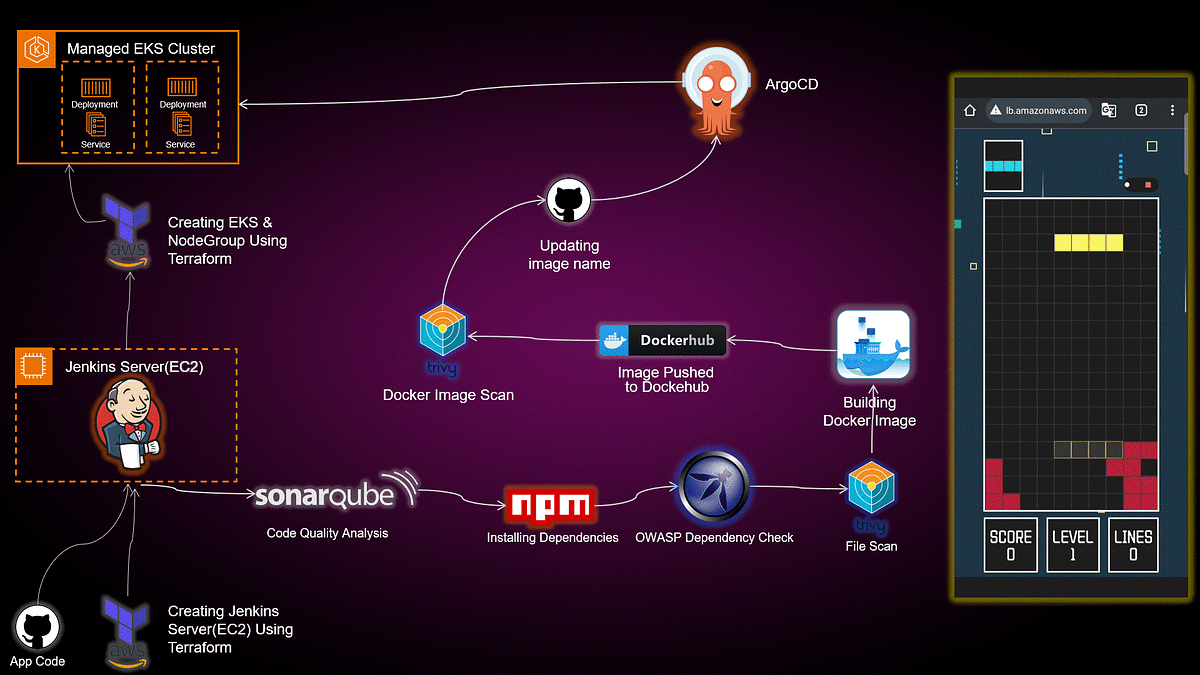 Managed EKS Cluster
Deployment
Service
Deployment
Service
ArgoCD
lb.amazonaws.com
2
aws
Creating EKS &
NodeGroup Using
Terraform
Updating
image name
Jenkins Server(EC2)
trivy
Docker Image Scan
Dockerhub
Image Pushed
to Dockehub
Building
Docker Image
sonarqube
Code Quality Analysis
npm
Installing Dependencies
OWASP Dependency Check
trivy
File Scan
SCORE
0
LEVEL
1
LINES
0
App Code
aws
Creating Jenkins
Server(EC2) Using
Terraform